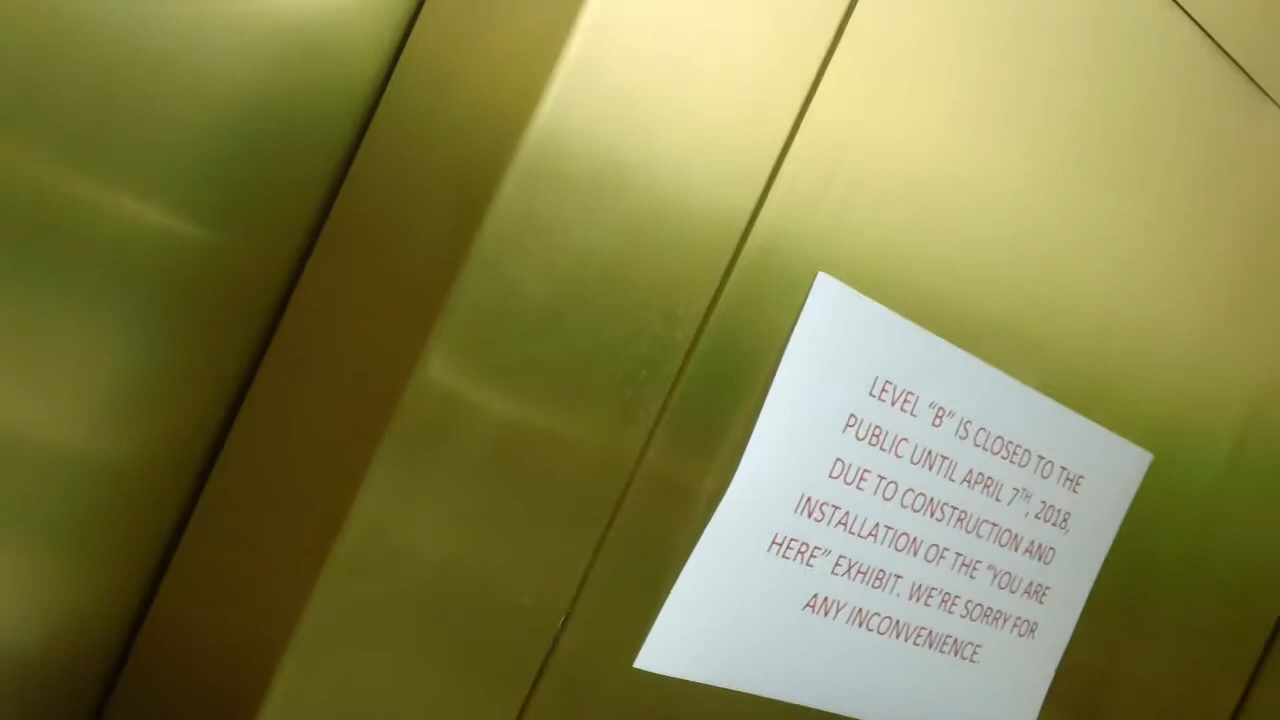 LEVEL “B” IS CLOSED TO THE
PUBLIC UNTIL APRIL 7TH, 2018,
DUE TO CONSTRUCTION AND
INSTALLATION OF THE “YOU ARE
HERE” EXHIBIT. WE’RE SORRY FOR
ANY INCONVENIENCE.